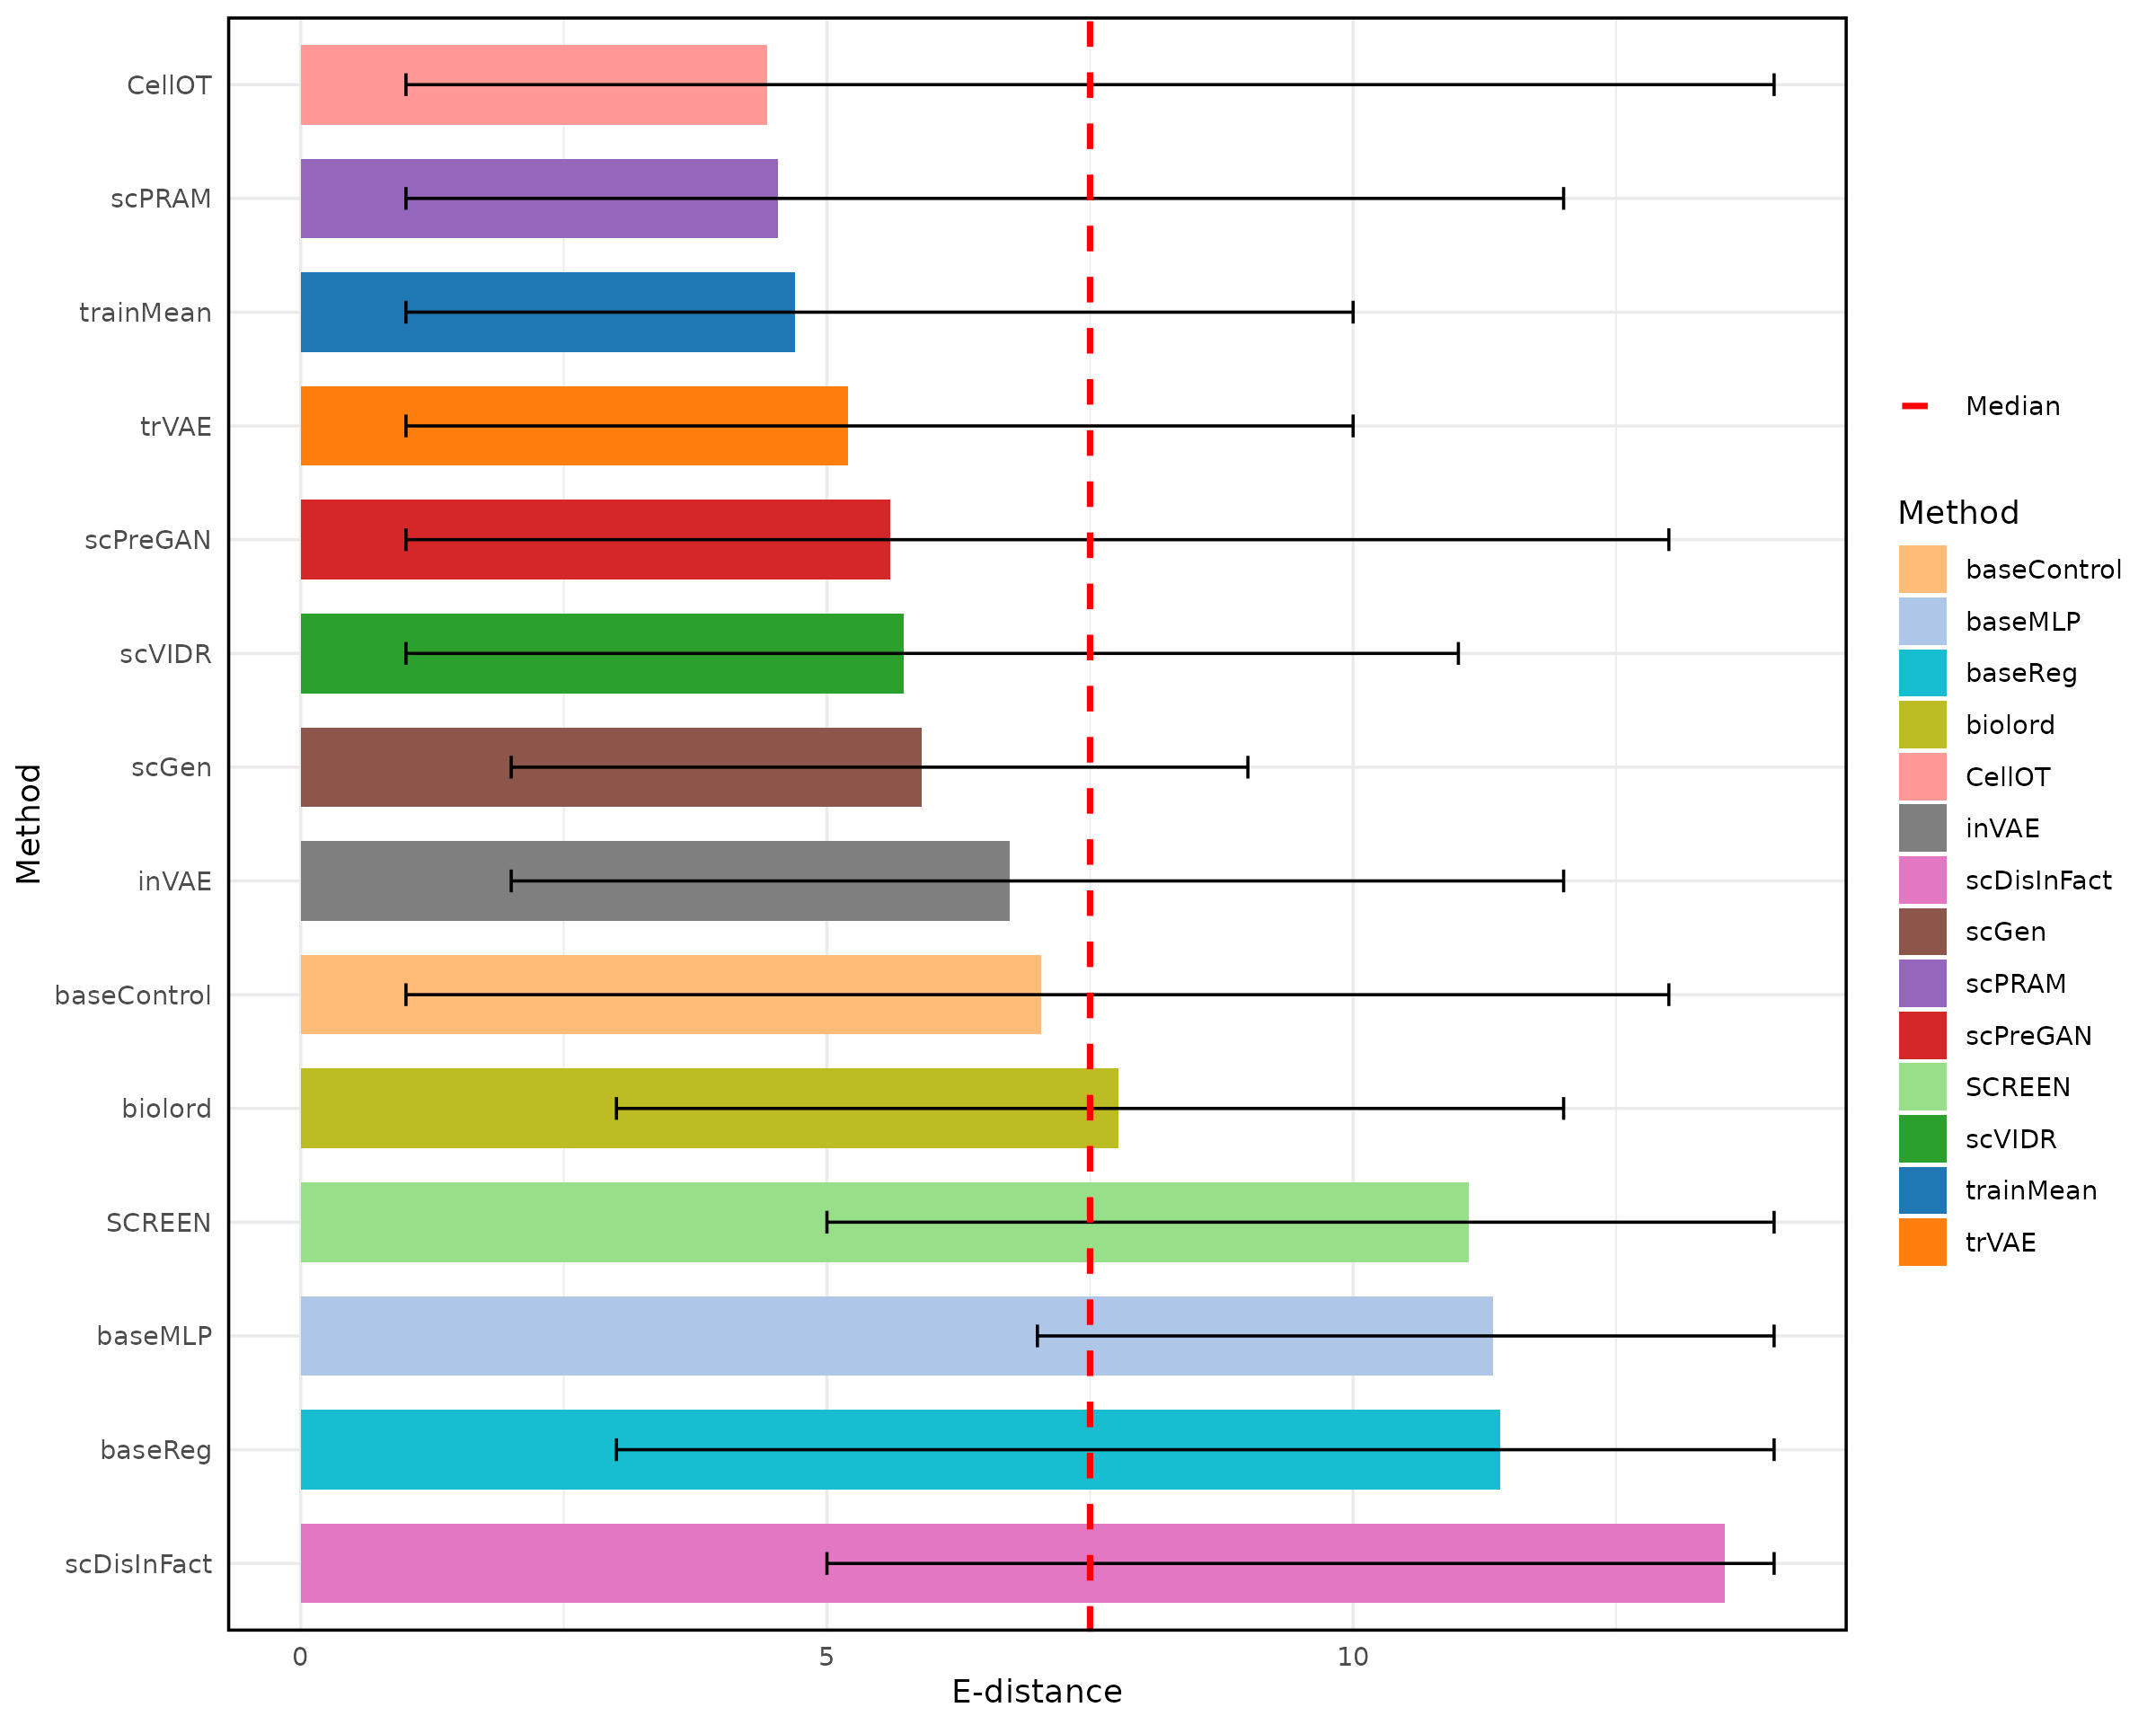 CellOT
scPRAM
trainMean
trVAE
scPreGAN
scVIDR
scGen
inVAE
baseControl
biolord
SCREEN
baseMLP
baseReg
scDisInFact
Method
0 5 10
E-distance
Median
Method
baseControl
baseMLP
baseReg
biolord
CellOT
inVAE
scDisInFact
scGen
scPRAM
scPreGAN
SCREEN
scVIDR
trainMean
trVAE